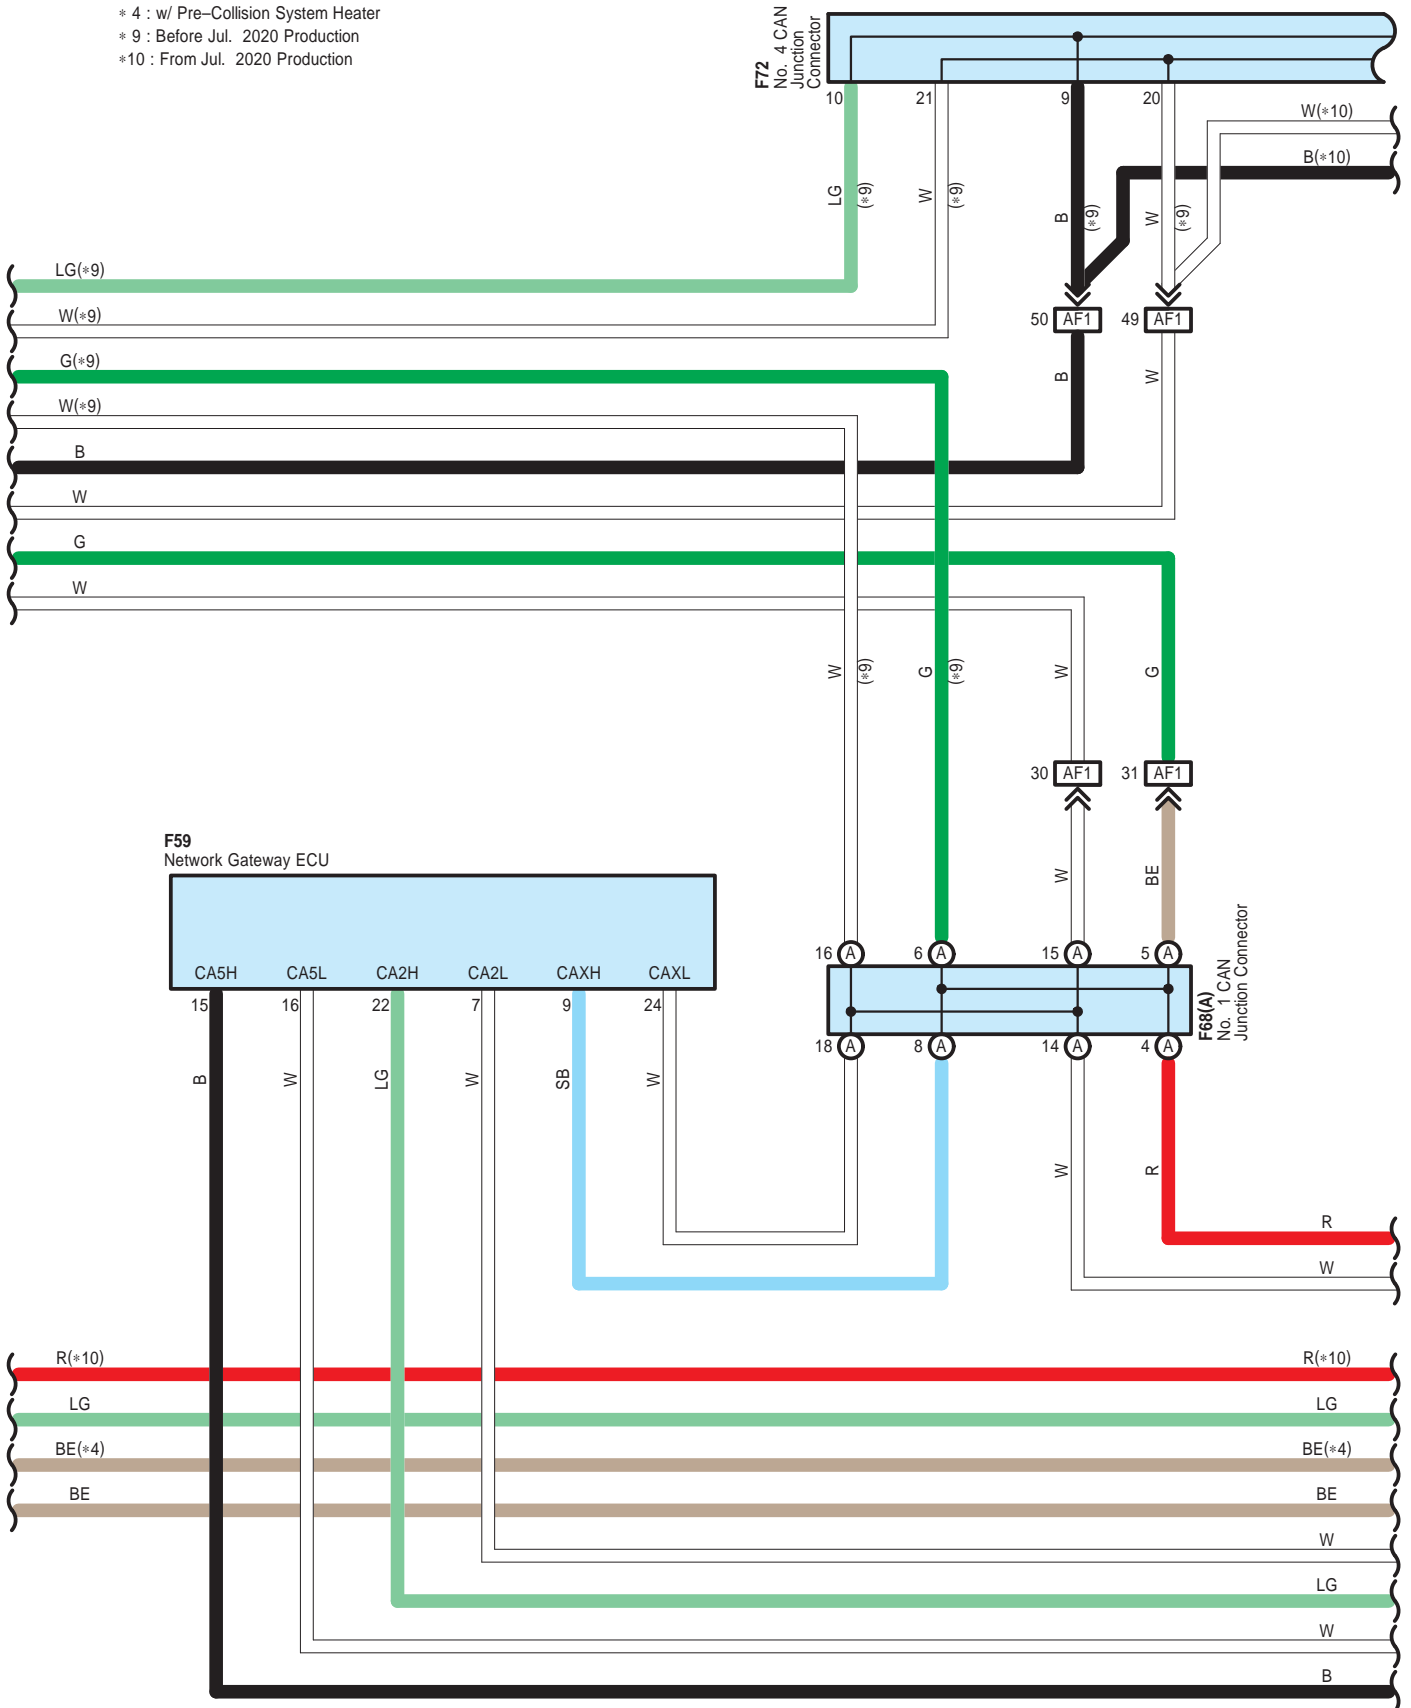 * 4 : w/ Pre–Collision System Heater
* 9 : Before Jul. 2020 Production
*10 : From Jul. 2020 Production
F72
No. 4 CAN
Junction
Connector
10
21
9
20
W(*10)
B(*10)
LG
(*9)
W
(*9)
B
(*9)
W
(*9)
LG(*9)
W(*9)
50
AF1
49
AF1
G(*9)
B
W
W(*9)
B
W
G
W
W
(*9)
G
(*9)
W
G
30
AF1
31
AF1
F59
Network Gateway ECU
W
BE
16
A
6
A
15
A
5
A
CA5H
CA5L
CA2H
CA2L
CAXH
CAXL
15
16
22
7
9
24
F68(A)
No. 1 CAN
Junction Connector
18
A
8
A
14
A
4
A
B
W
LG
W
SB
W
W
R
R
W
R(*10)
R(*10)
LG
LG
BE(*4)
BE(*4)
BE
BE
W
LG
W
B